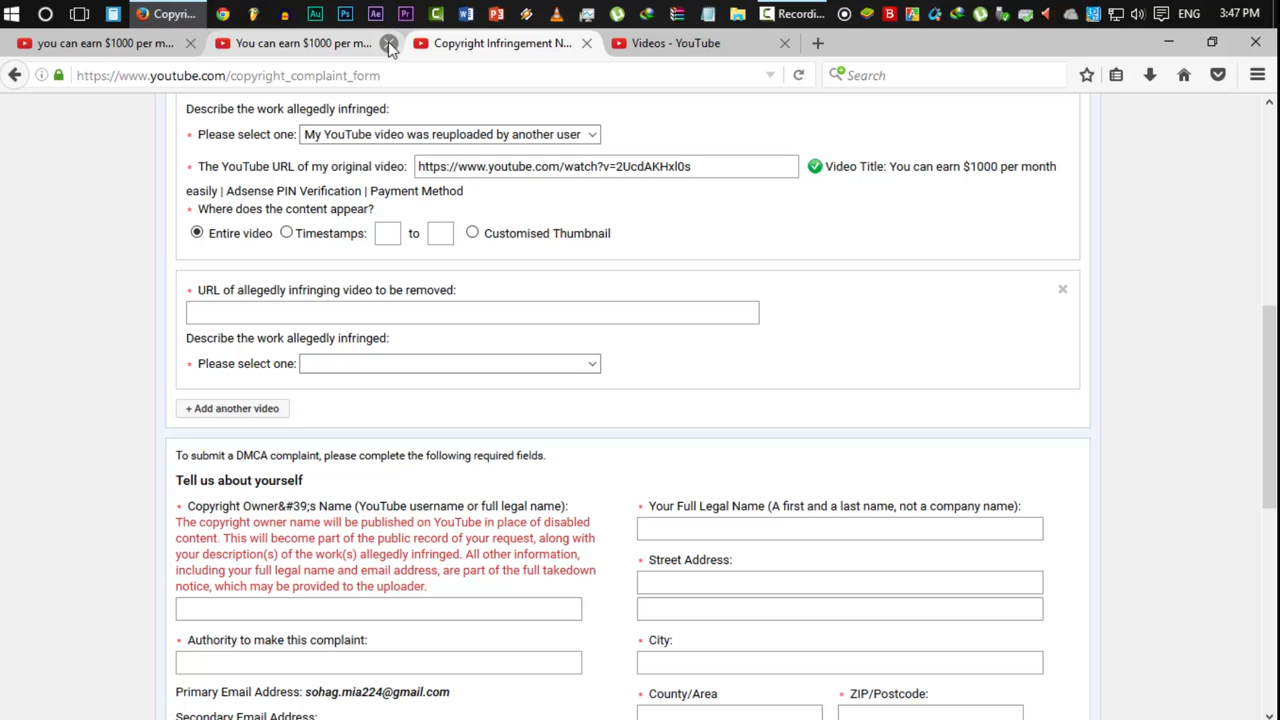 Copyri...
Recordi...
ENG
3:47 PM
you can earn $1000 per m...
You can earn $1000 per m...
Copyright Infringement N...
Videos - YouTube
https://www.youtube.com/copyright_complaint_form
Search
Describe the work allegedly infringed:
* Please select one: My YouTube video was reuploaded by another user
* The YouTube URL of my original video: https://www.youtube.com/watch?v=2UcdAKHxl0s Video Title: You can earn $1000 per month
easily | Adsense PIN Verification | Payment Method
* Where does the content appear?
Entire video Timestamps: to Customised Thumbnail
* URL of allegedly infringing video to be removed:
Describe the work allegedly infringed:
* Please select one:
+ Add another video
To submit a DMCA complaint, please complete the following required fields.
Tell us about yourself
* Copyright Owner&#39;s Name (YouTube username or full legal name):
The copyright owner name will be published on YouTube in place of disabled
content. This will become part of the public record of your request, along with
your description(s) of the work(s) allegedly infringed. All other information,
including your full legal name and email address, are part of the full takedown
notice, which may be provided to the uploader.
* Authority to make this complaint:
Primary Email Address: sohag.mia224@gmail.com
Secondary Email Address:
* Your Full Legal Name (A first and a last name, not a company name):
* Street Address:
* City:
* County/Area
* ZIP/Postcode: